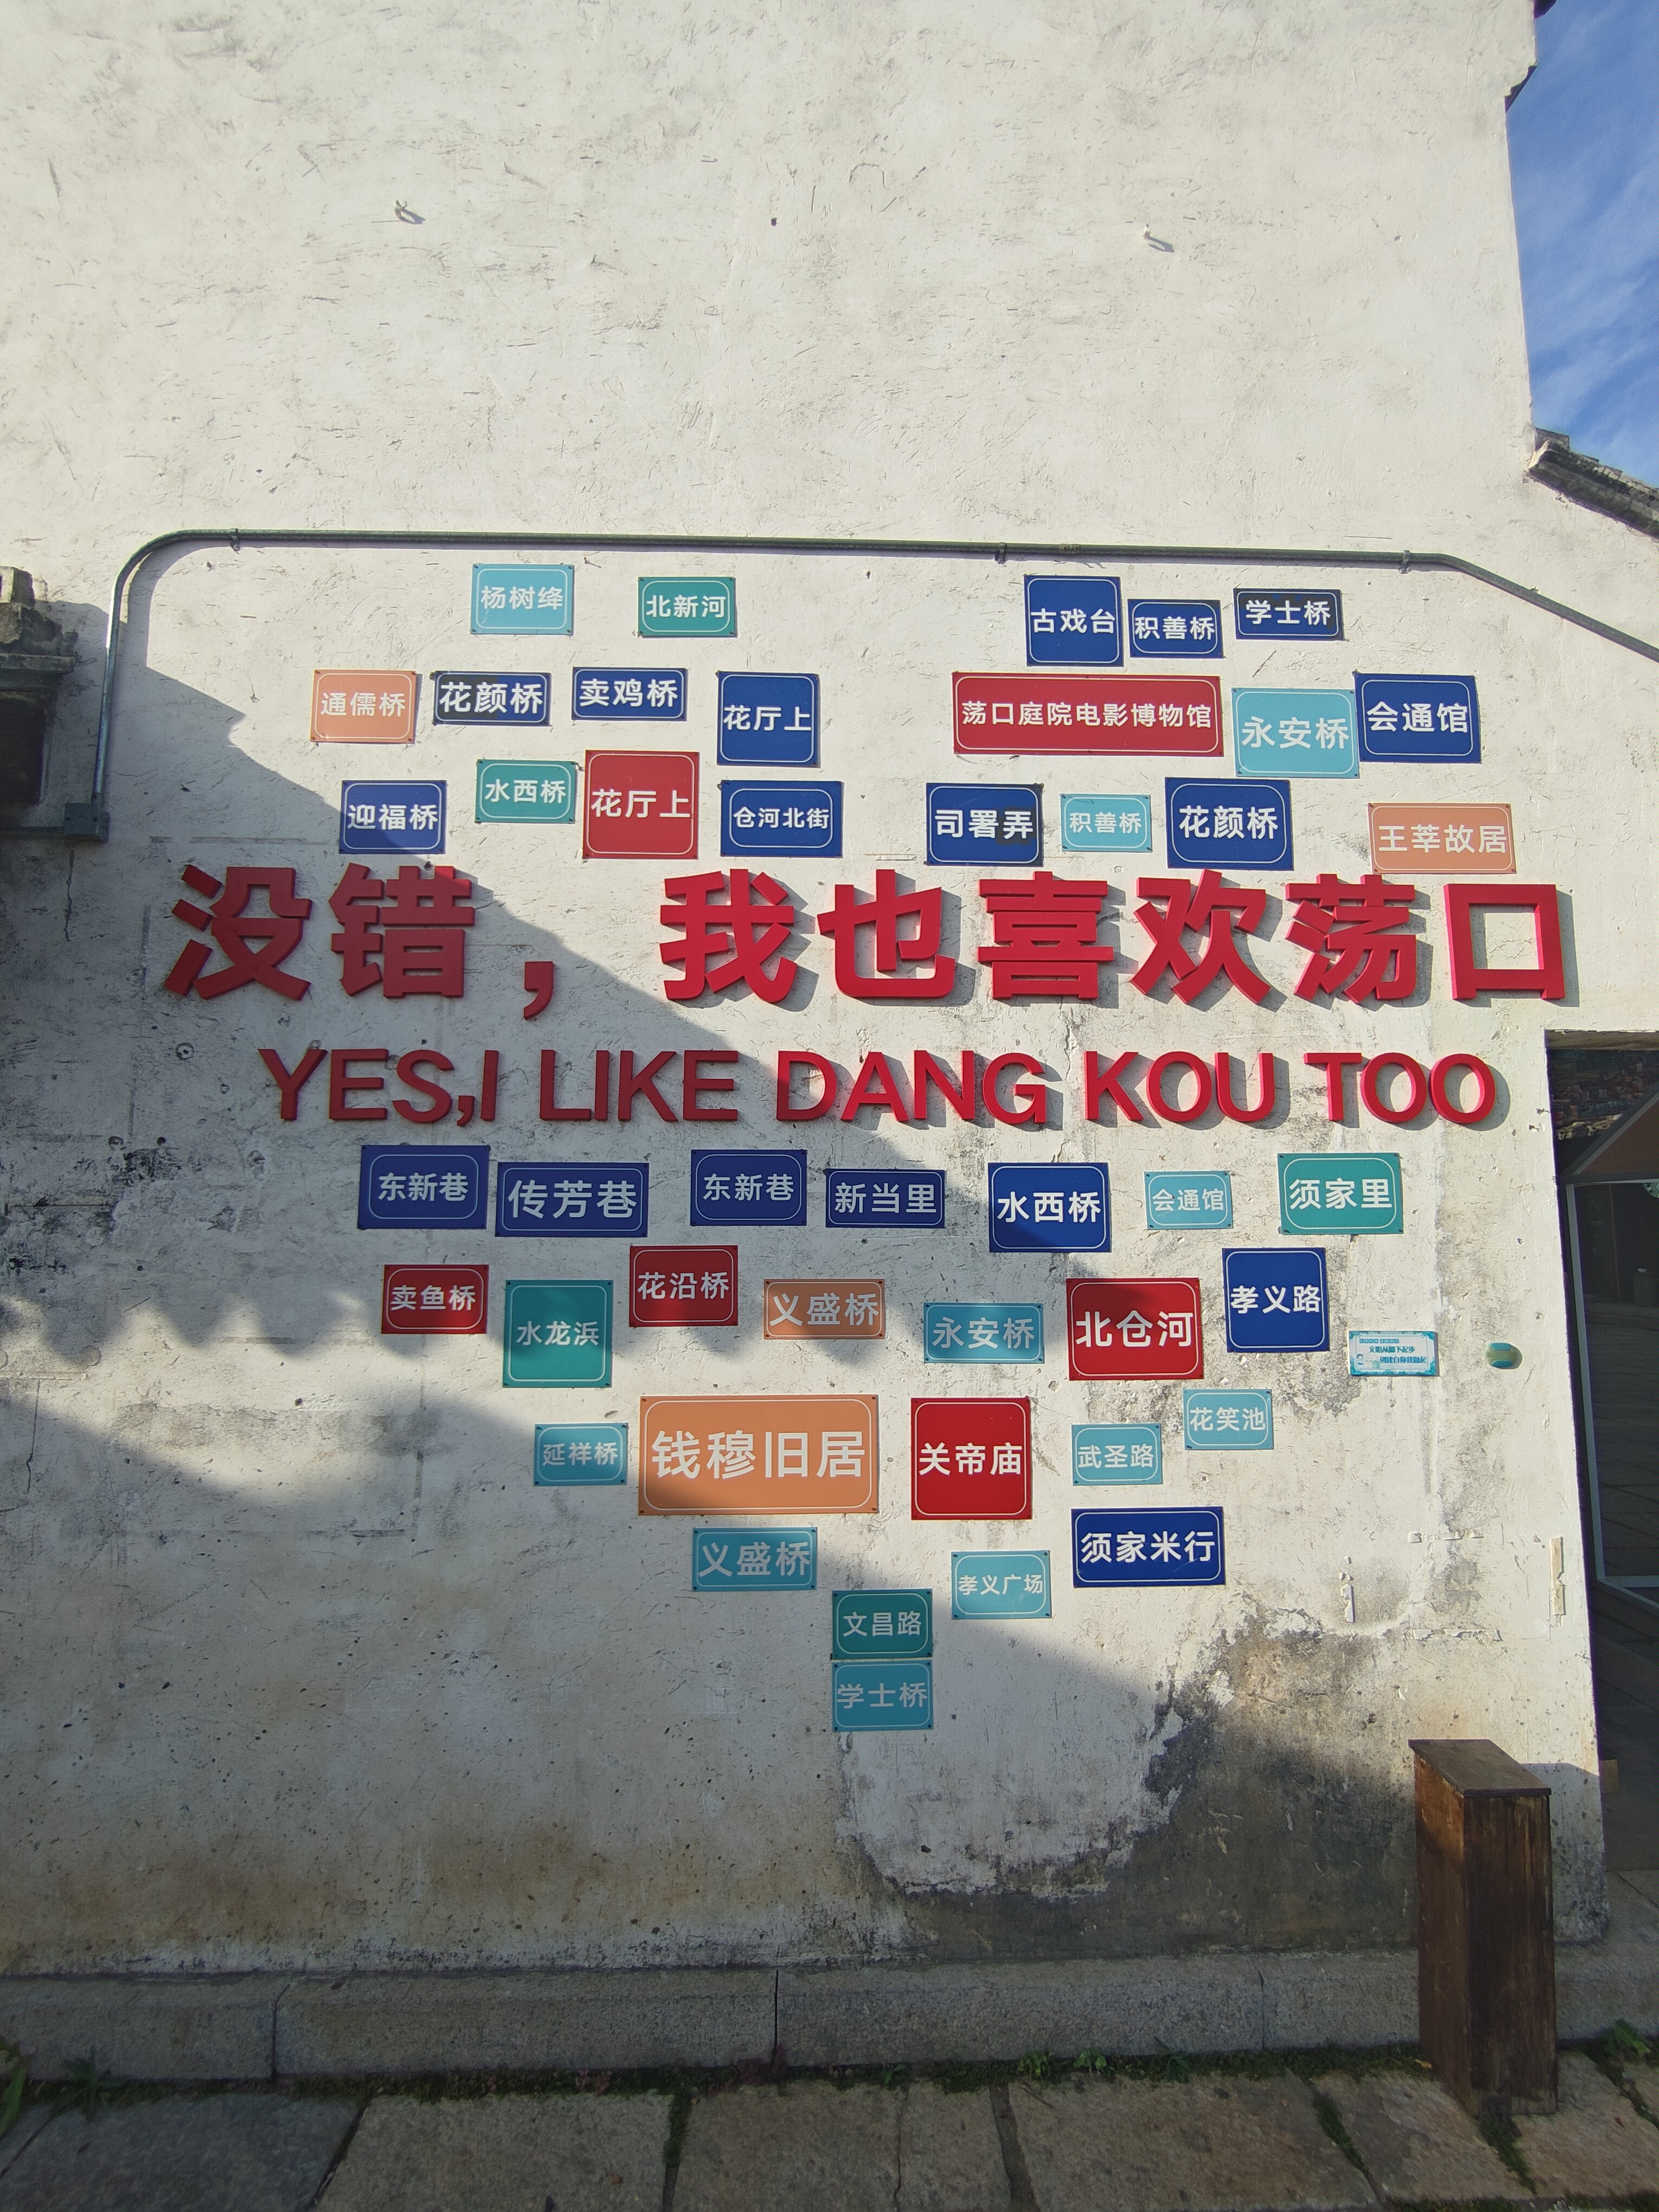 杨树绛
北新河
古戏台
积善桥
学士桥
通儒桥
花颜桥
卖鸡桥
花厅上
荡口庭院电影博物馆
永安桥
会通馆
迎福桥
水西桥
花厅上
仓河北街
司署弄
积善桥
花颜桥
王莘故居
没错，我也喜欢荡口
YES,I LIKE DANG KOU TOO
东新巷
传芳巷
东新巷
新当里
水西桥
会通馆
须家里
卖鱼桥
水龙浜
花沿桥
义盛桥
永安桥
北仓河
孝义路
文明从脚下起步
延祥桥
钱穆旧居
关帝庙
武圣路
花笑池
义盛桥
孝义广场
须家米行
文昌路
学士桥